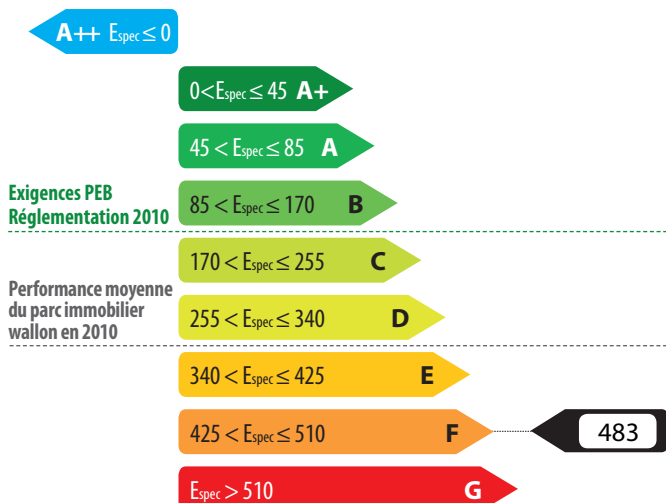 A++ Espec ≤ 0
0<Espec ≤ 45 A+
45 < Espec ≤ 85 A
Exigences PEB
Réglementation 2010
85 < Espec ≤ 170 B
170 < Espec ≤ 255 C
Performance moyenne
du parc immobilier
wallon en 2010
255 < Espec ≤ 340 D
340 < Espec ≤ 425 E
425 < Espec ≤ 510 F
483
Espec > 510 G